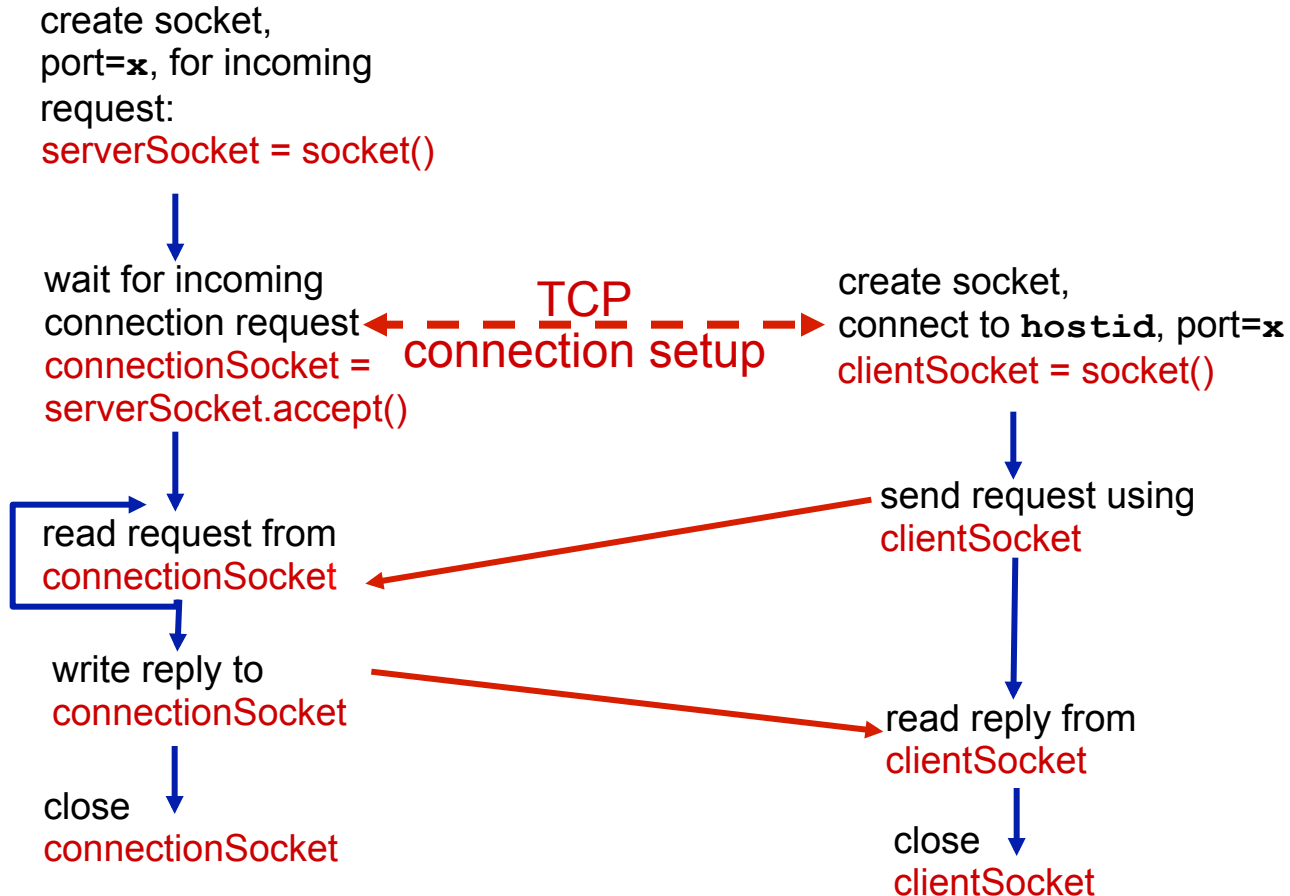 create socket,
port=x, for incoming
request:
serverSocket = socket()
wait for incoming
connection request
connectionSocket =
serverSocket.accept()
TCP
connection setup
create socket,
connect to hostid, port=x
clientSocket = socket()
read request from
connectionSocket
send request using
clientSocket
write reply to
connectionSocket
read reply from
clientSocket
close
connectionSocket
close
clientSocket